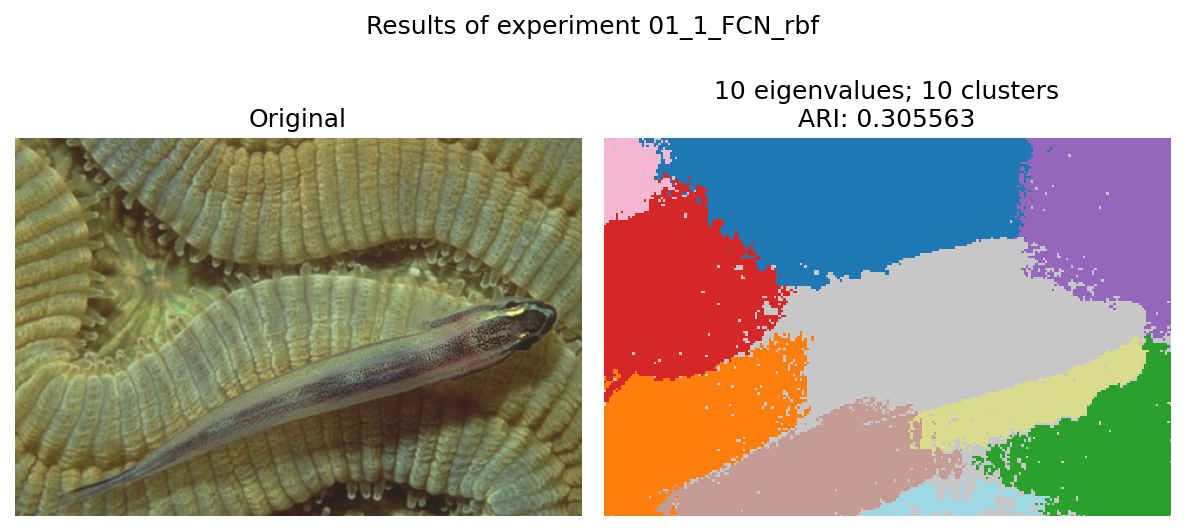 Results of experiment 01_1_FCN_rbf
Original
10 eigenvalues; 10 clusters
ARI: 0.305563